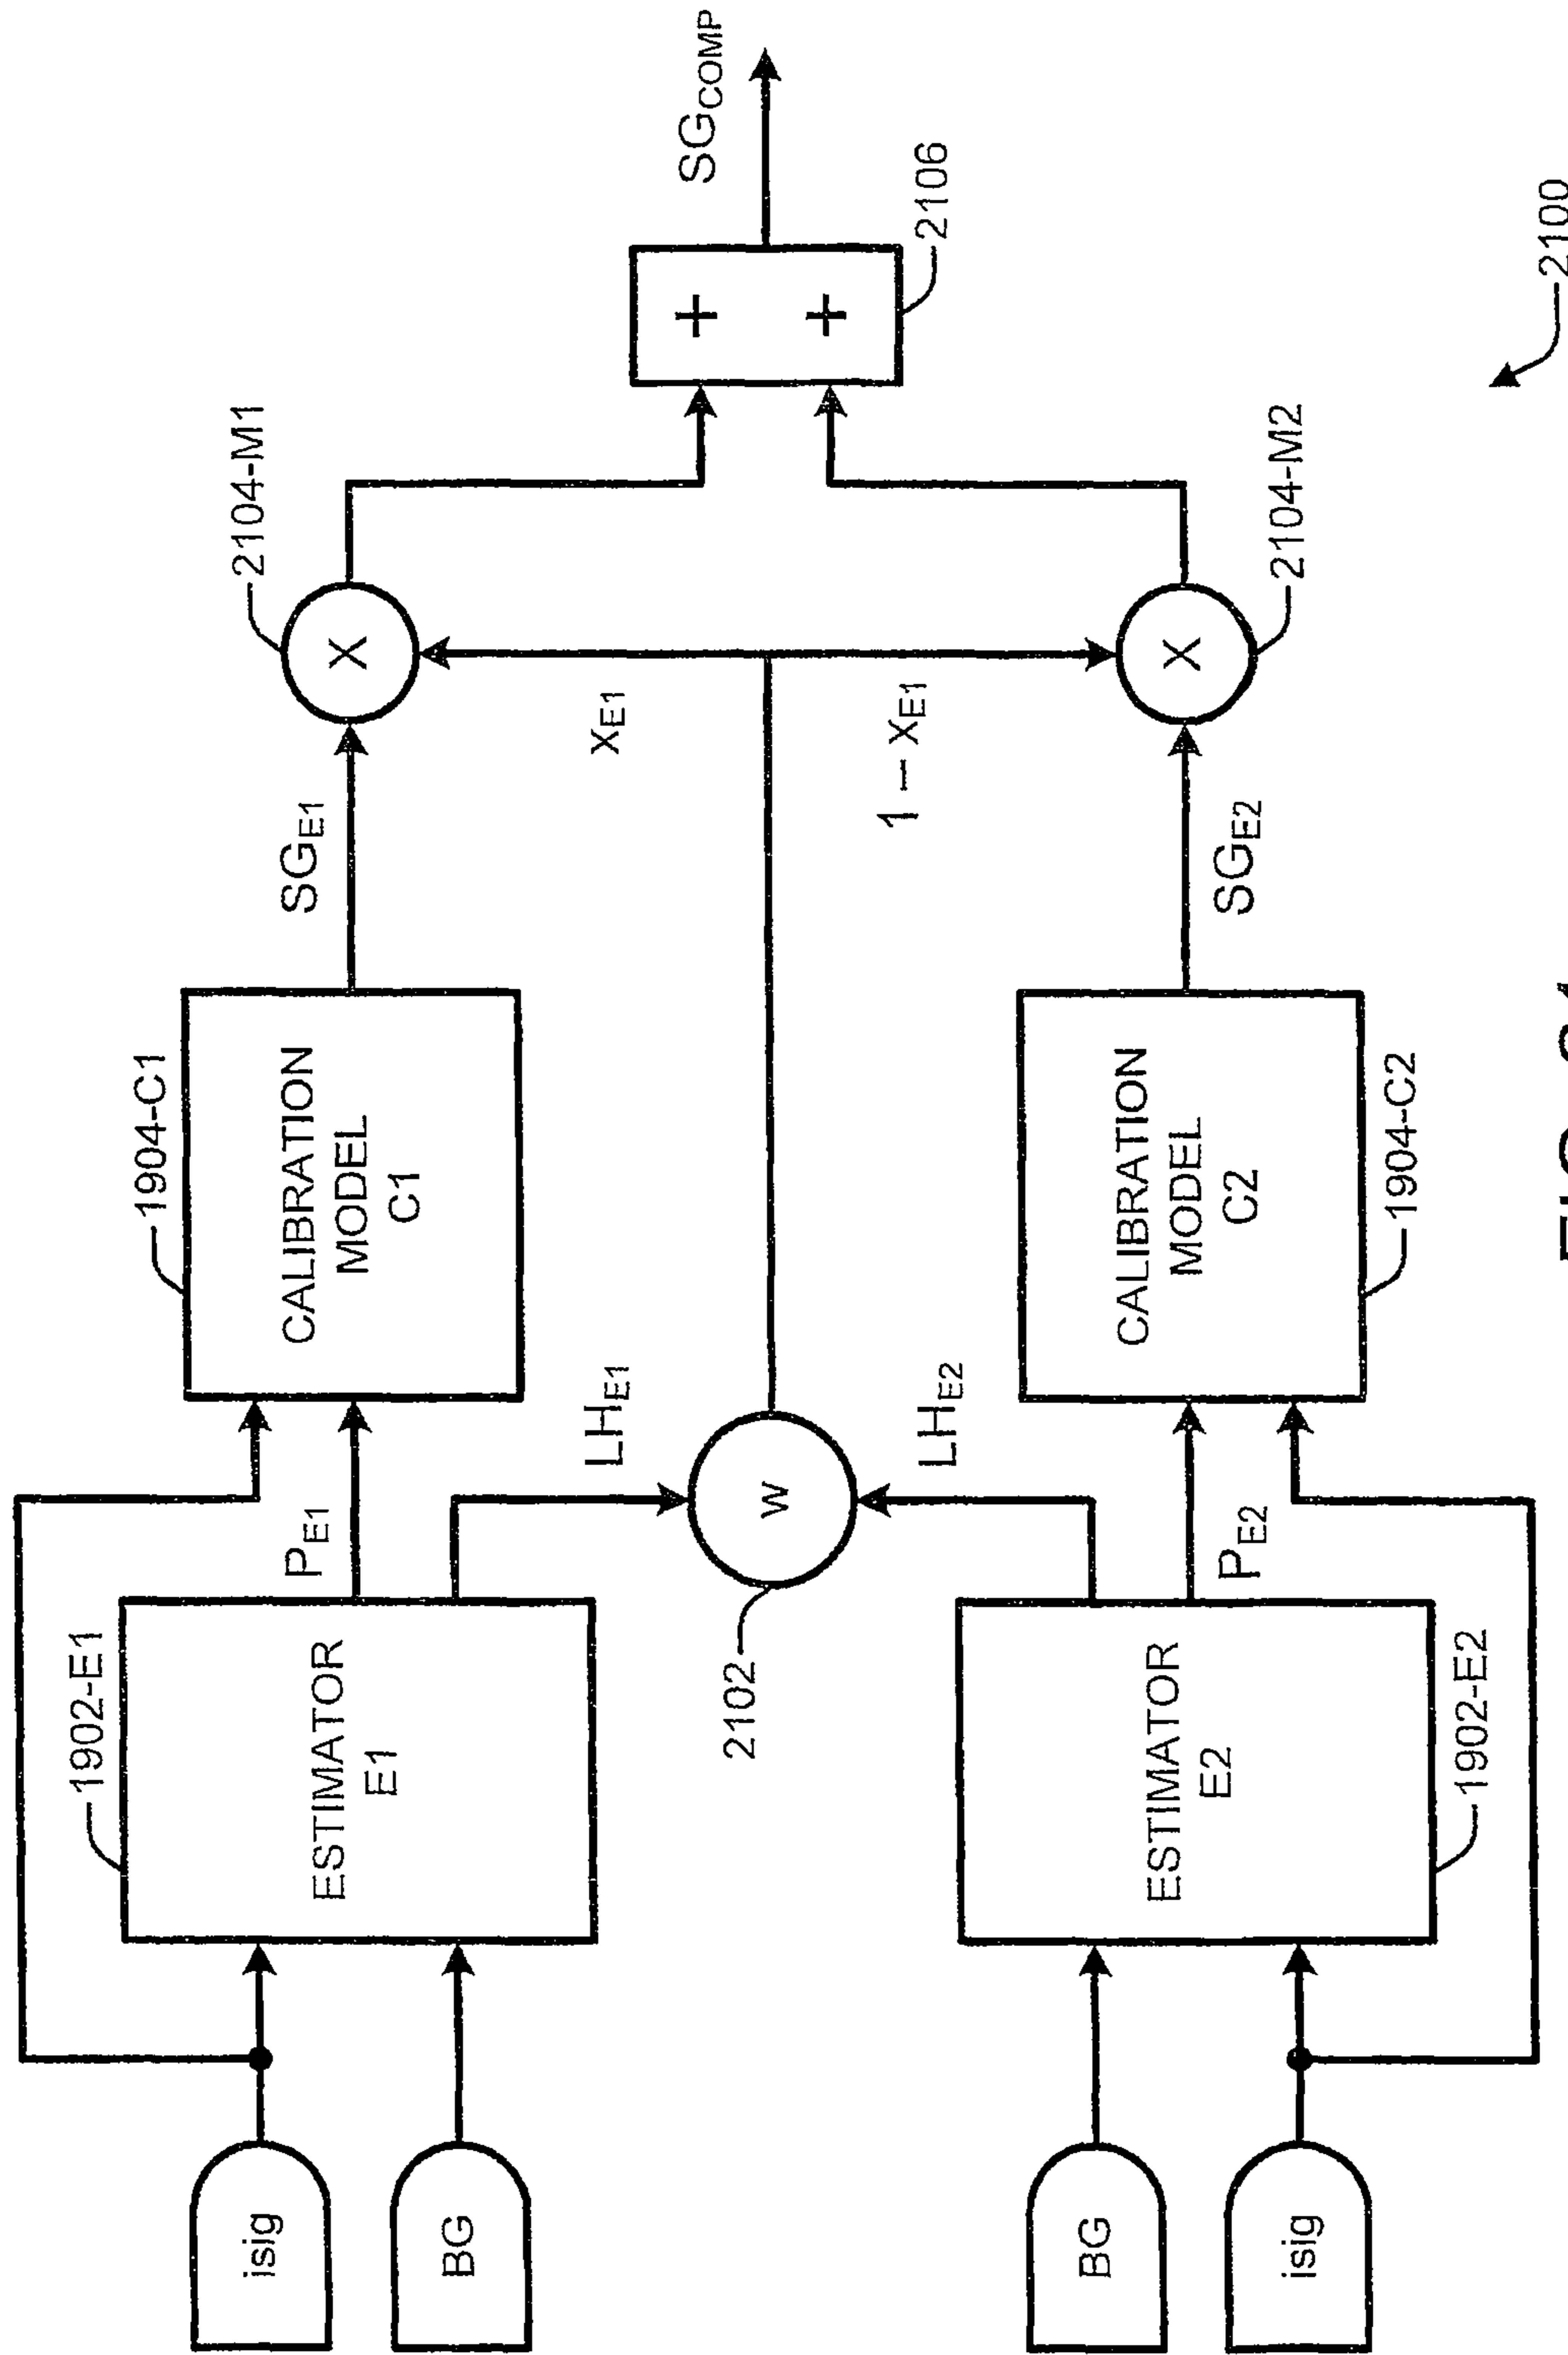 isig
BG
BG
isig
1902-E1
ESTIMATOR
E1
ESTIMATOR
E2
1902-E2
P_E1
LH_E1
2102
w
LH_E2
P_E2
1904-C1
CALIBRATION
MODEL
C1
CALIBRATION
MODEL
C2
1904-C2
SG_E1
X_E1
1 – X_E1
SG_E2
2104-M1
X
X
2104-M2
+
+
2106
SG_COMP
2100